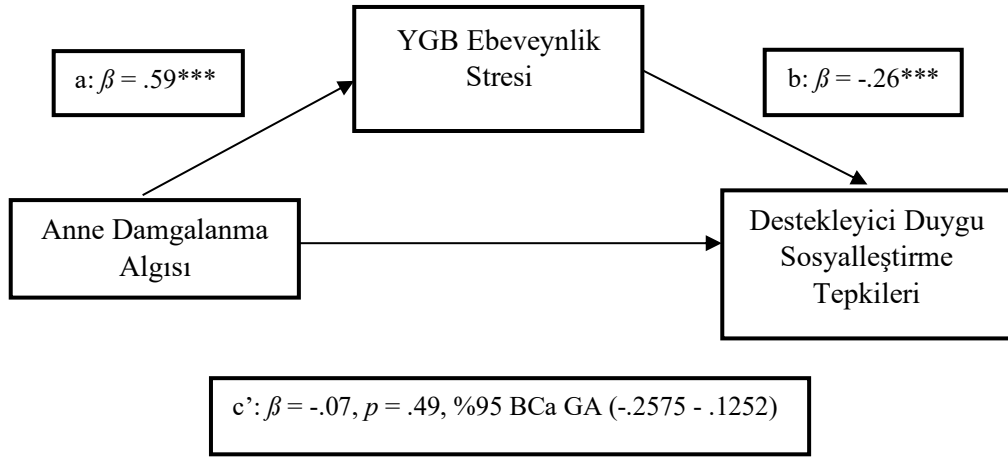 YGB Ebeveynlik
Stresi
a: β = .59***
b: β = -.26***
Anne Damgalanma
Algısı
Destekleyici Duygu
Sosyalleştirme
Tepkileri
c’: β = -.07, p = .49, %95 BCa GA (-.2575 - .1252)